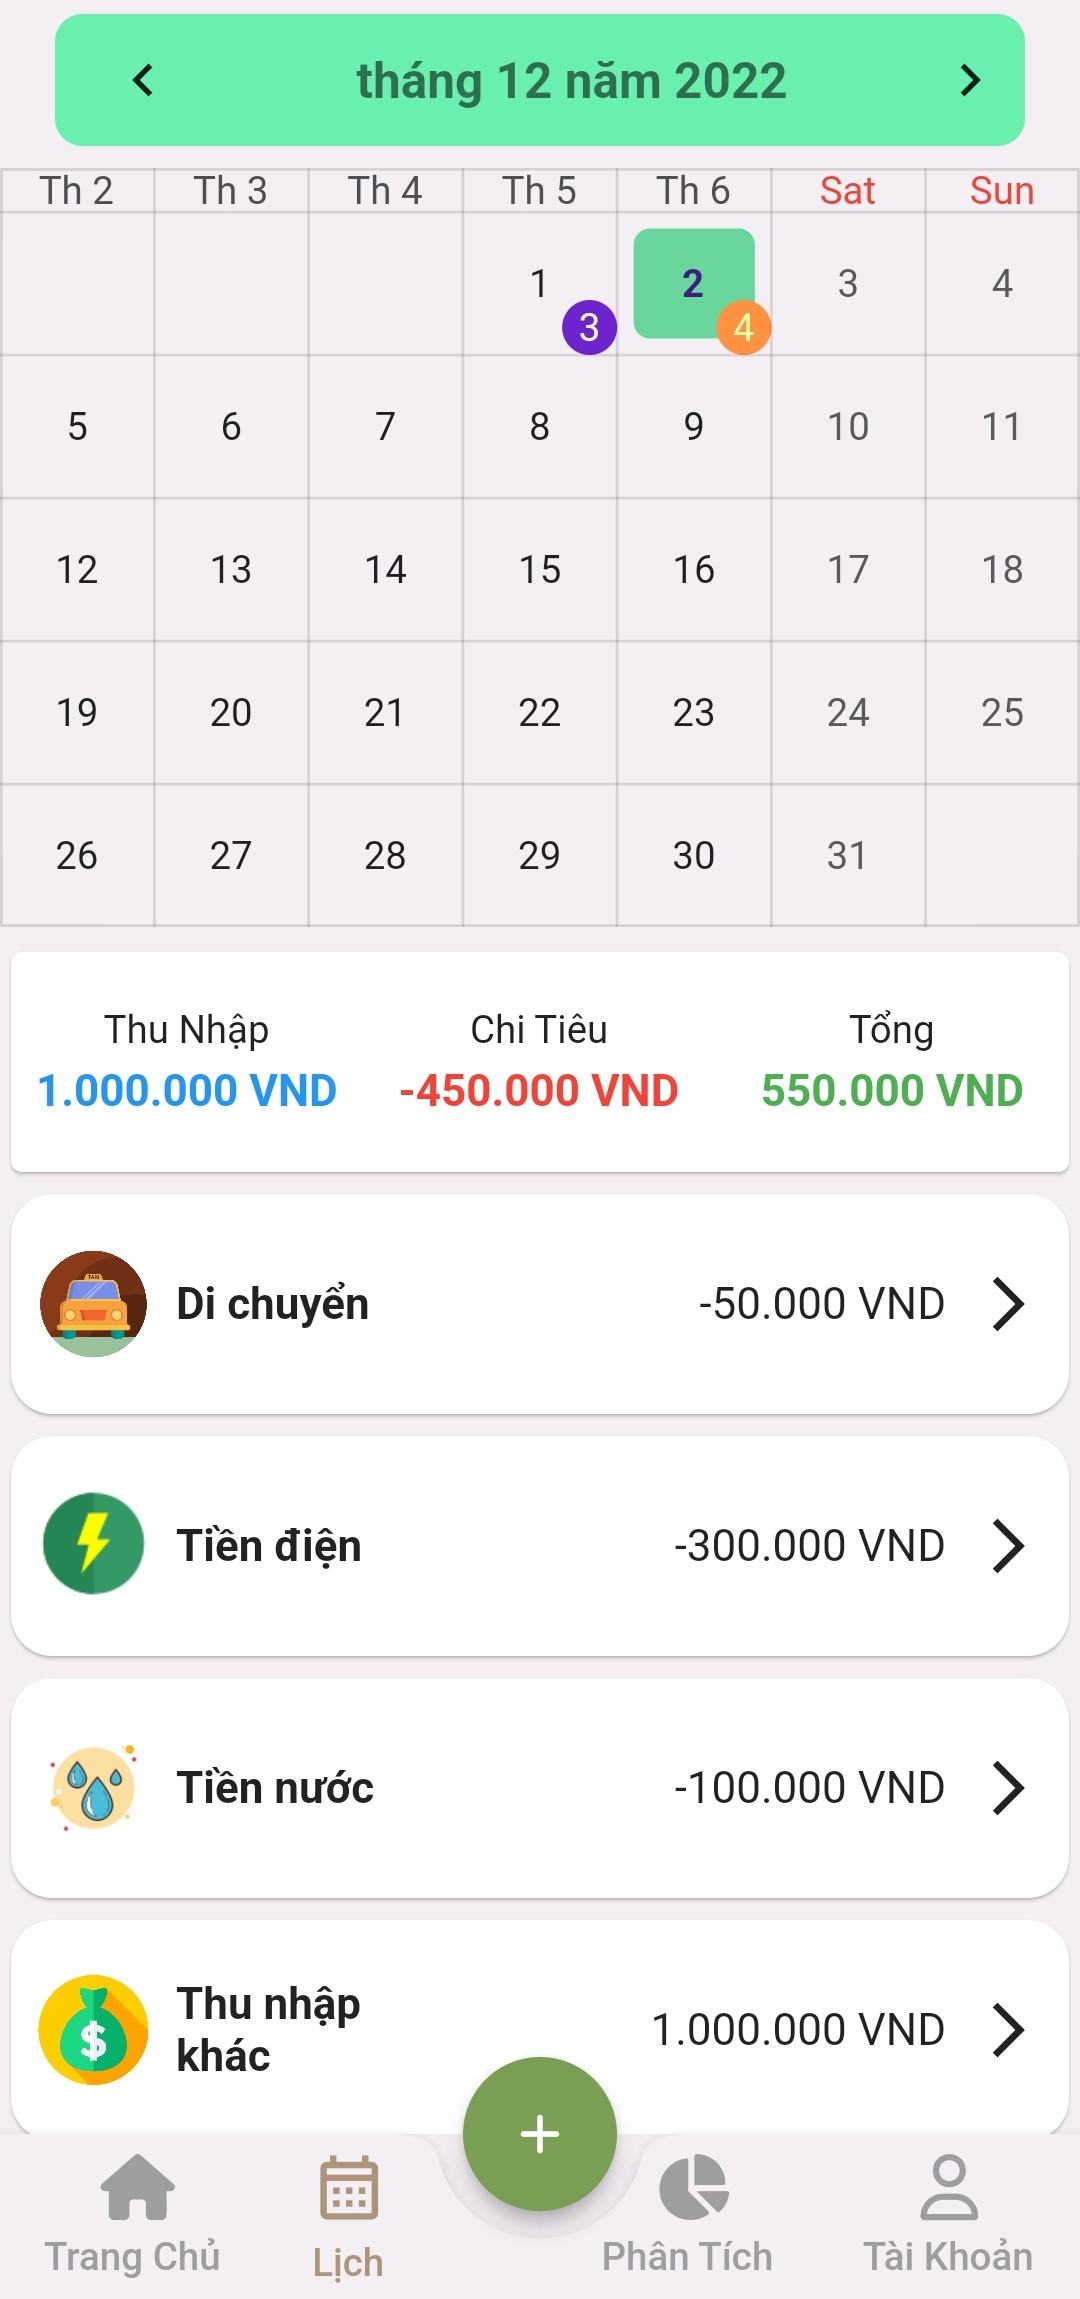 tháng 12 năm 2022
Th 2 Th 3 Th 4 Th 5 Th 6 Sat Sun
1 2 3 4
3 4
5 6 7 8 9 10 11
12 13 14 15 16 17 18
19 20 21 22 23 24 25
26 27 28 29 30 31
Thu Nhập Chi Tiêu Tổng
1.000.000 VND -450.000 VND 550.000 VND
TAXI
Di chuyển -50.000 VND
Tiền điện -300.000 VND
Tiền nước -100.000 VND
Thu nhập
khác
1.000.000 VND
$
+
Trang Chủ Lịch Phân Tích Tài Khoản